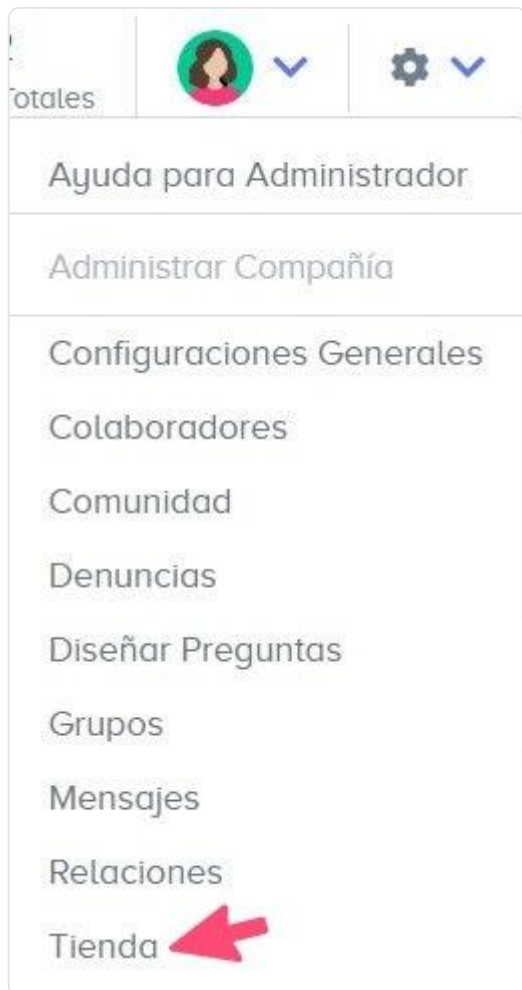 Totales
Ayuda para Administrador
Administrar Compañía
Configuraciones Generales
Colaboradores
Comunidad
Denuncias
Diseñar Preguntas
Grupos
Mensajes
Relaciones
Tienda